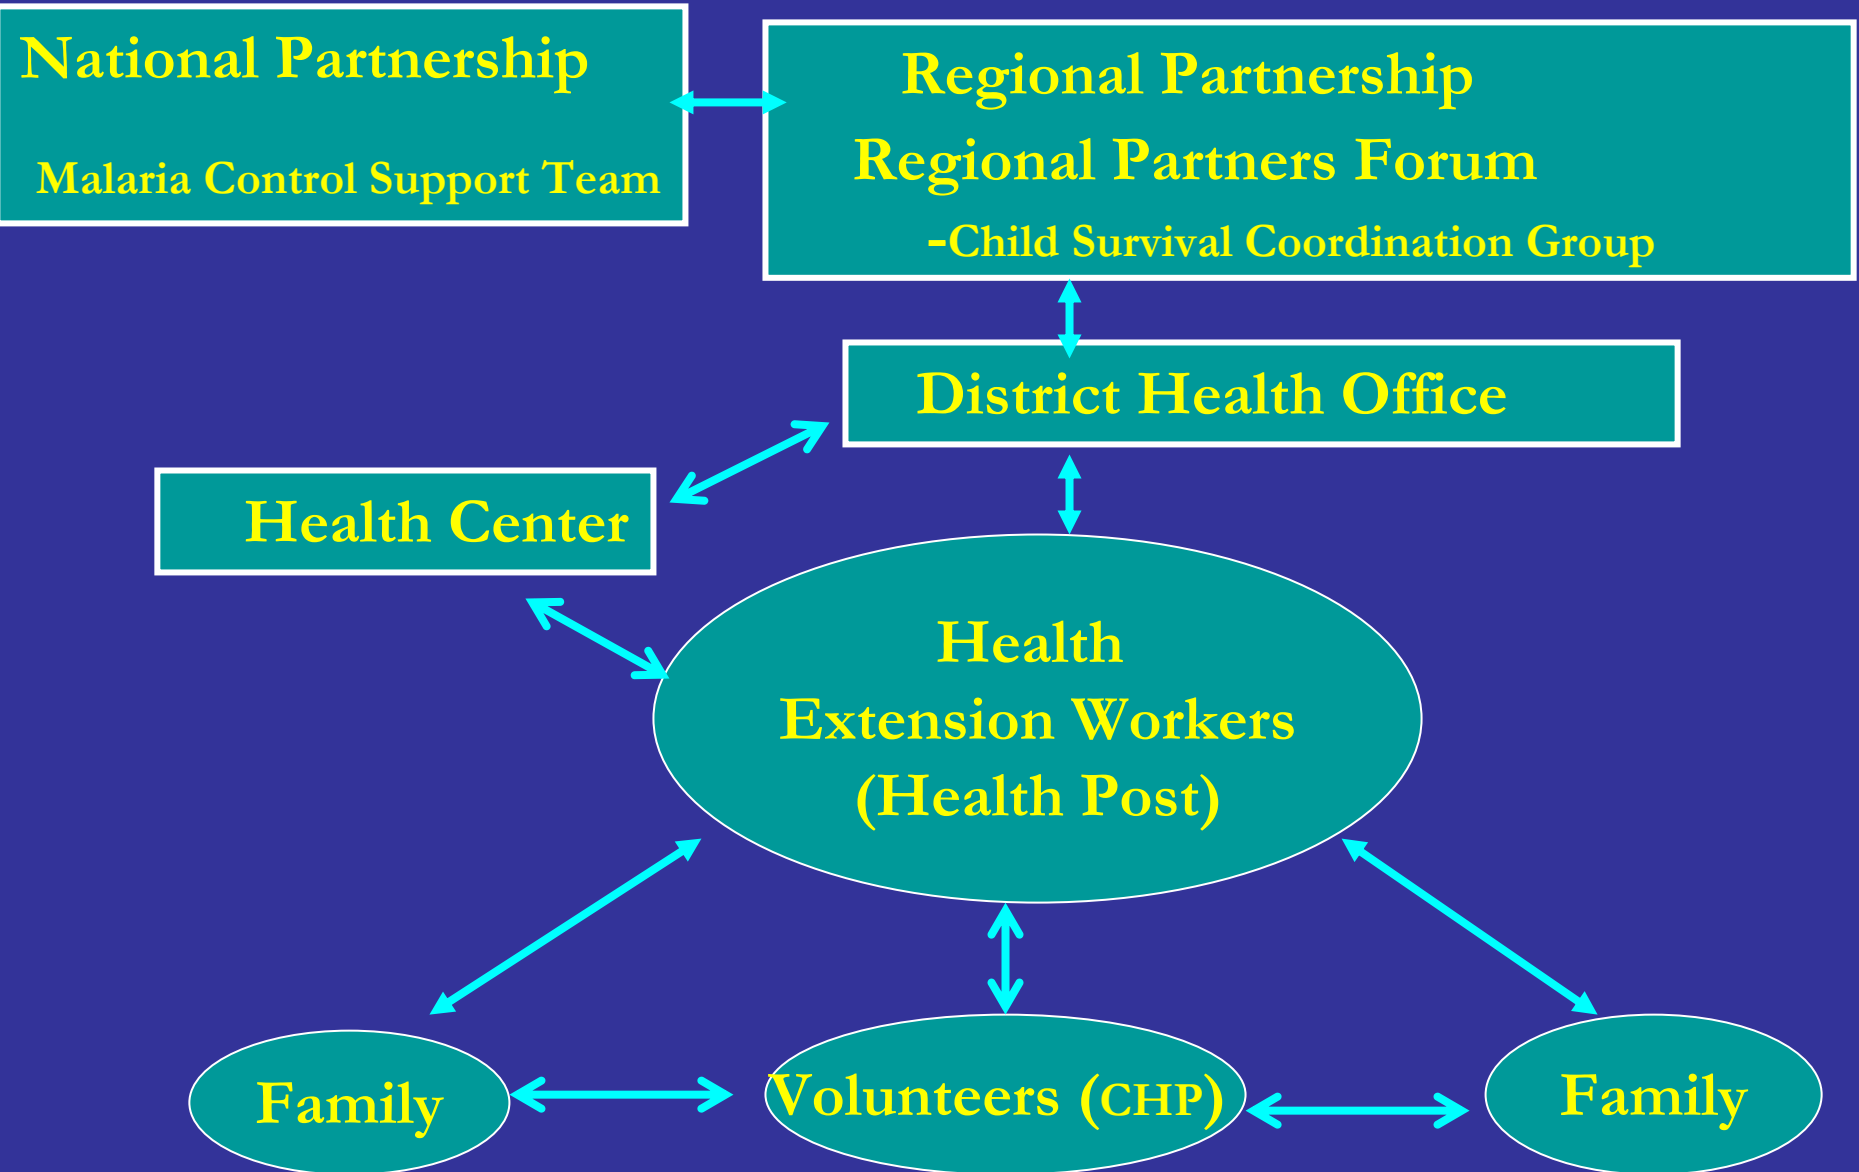 National Partnership
Malaria Control Support Team
Regional Partnership
Regional Partners Forum
-Child Survival Coordination Group
District Health Office
Health Center
Health
Extension Workers
(Health Post)
Family
Volunteers (CHP)
Family